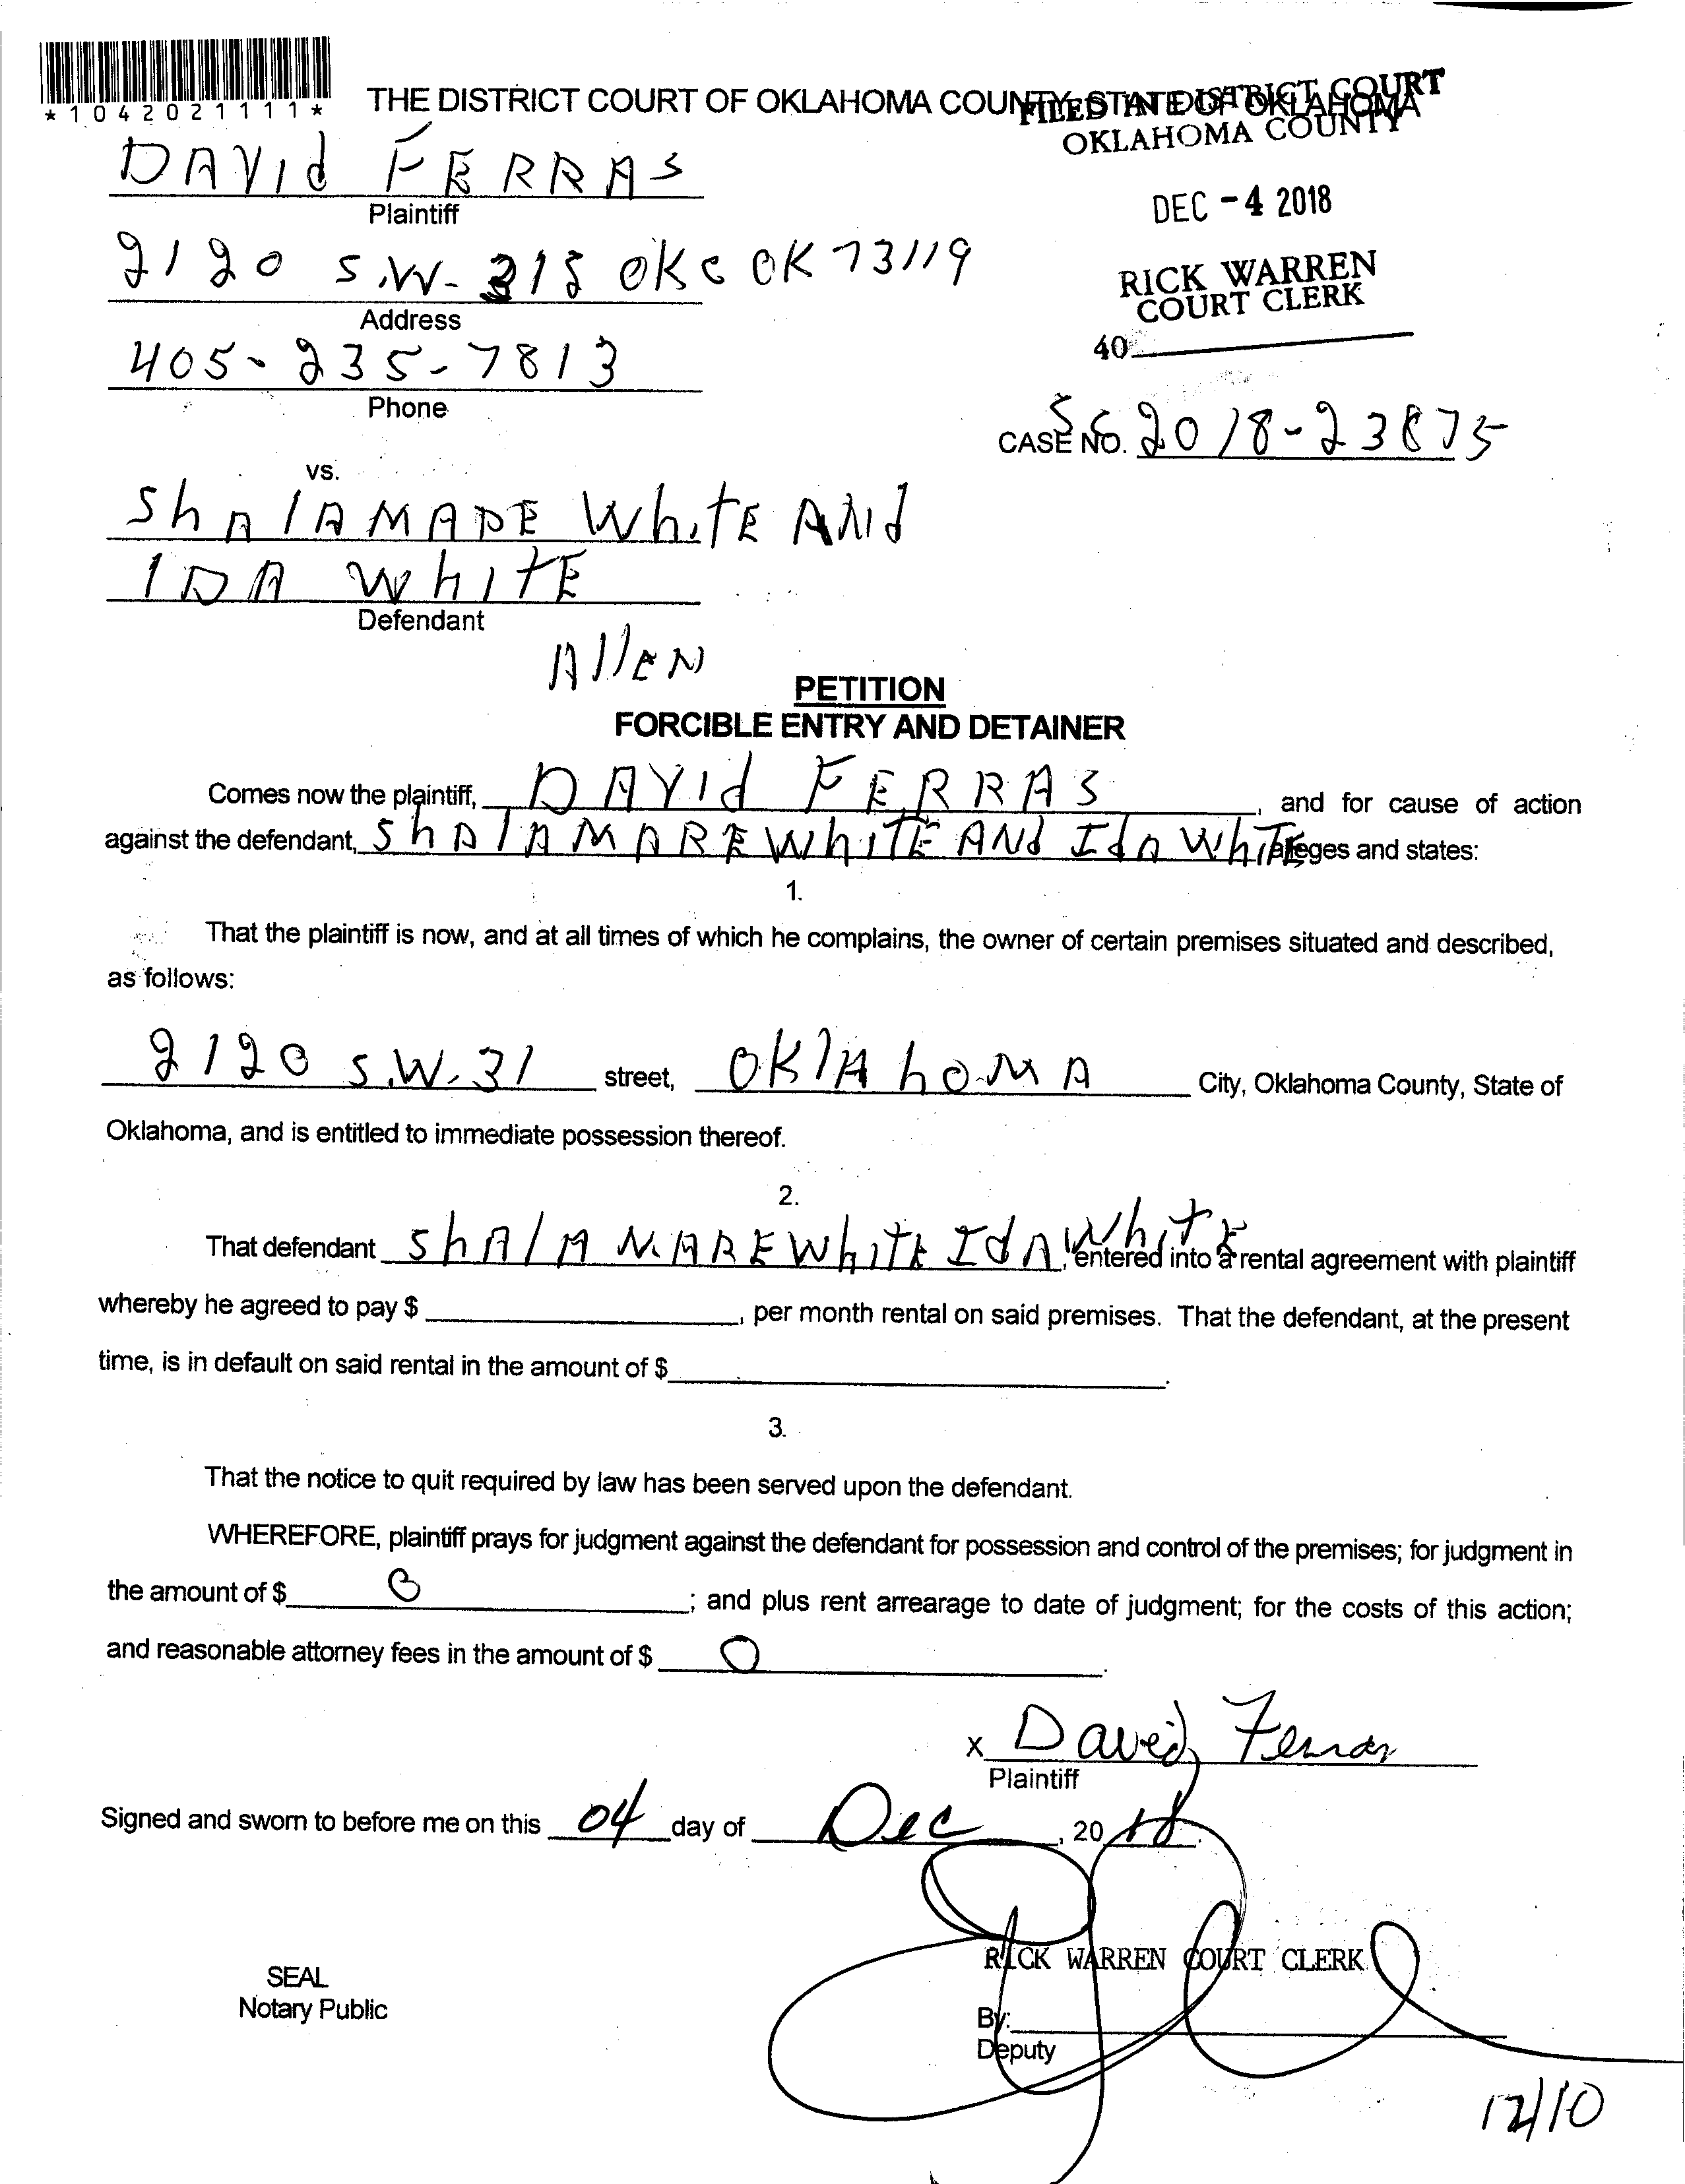 *1042021111*
THE DISTRICT COURT OF OKLAHOMA COUNTY, STATE OF OKLAHOMA
FILED IN DISTRICT COURT
OKLAHOMA COUNTY
DAVId FERRAS
Plaintiff
DEC -4 2018
2120 S.W. OKC OK 73119
Address
RICK WARREN
COURT CLERK
405-235-7813
Phone
40
CASE NO. SC 2018-23875
vs.
ShAlAMARE WhiTE ANd
IDA WhITE
Defendant
AllEN
PETITION
FORCIBLE ENTRY AND DETAINER
Comes now the plaintiff, DAVId FERRAS, and for cause of action
against the defendant, ShAlAMARE WhiTE ANd IdA WhiTE alleges and states:
1.
That the plaintiff is now, and at all times of which he complains, the owner of certain premises situated and described,
as follows:
2120 S.W. 31 street, OKlAhoMA City, Oklahoma County, State of
Oklahoma, and is entitled to immediate possession thereof.
2.
That defendant ShAlAMARE WhiTE IdA WhiTE, entered into a rental agreement with plaintiff
whereby he agreed to pay $ , per month rental on said premises. That the defendant, at the present
time, is in default on said rental in the amount of $ .
3.
That the notice to quit required by law has been served upon the defendant.
WHEREFORE, plaintiff prays for judgment against the defendant for possession and control of the premises; for judgment in
the amount of $ 0 ; and plus rent arrearage to date of judgment; for the costs of this action;
and reasonable attorney fees in the amount of $ 0 .
x David Ferras
Plaintiff
Signed and sworn to before me on this 04 day of Dec, 2018.
RICK WARREN COURT CLERK
SEAL
Notary Public
By:
Deputy
12/10